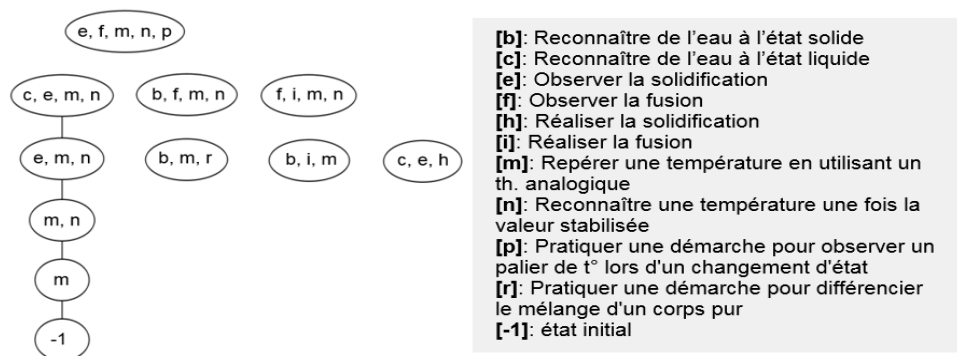 e, f, m, n, p
c, e, m, n
b, f, m, n
f, i, m, n
e, m, n
b, m, r
b, i, m
c, e, h
m, n
m
-1
[b]: Reconnaître de l'eau à l'état solide
[c]: Reconnaître de l'eau à l'état liquide
[e]: Observer la solidification
[f]: Observer la fusion
[h]: Réaliser la solidification
[i]: Réaliser la fusion
[m]: Repérer une température en utilisant un
th. analogique
[n]: Reconnaître une température une fois la
valeur stabilisée
[p]: Pratiquer une démarche pour observer un
palier de t° lors d'un changement d'état
[r]: Pratiquer une démarche pour différencier
le mélange d'un corps pur
[-1]: état initial